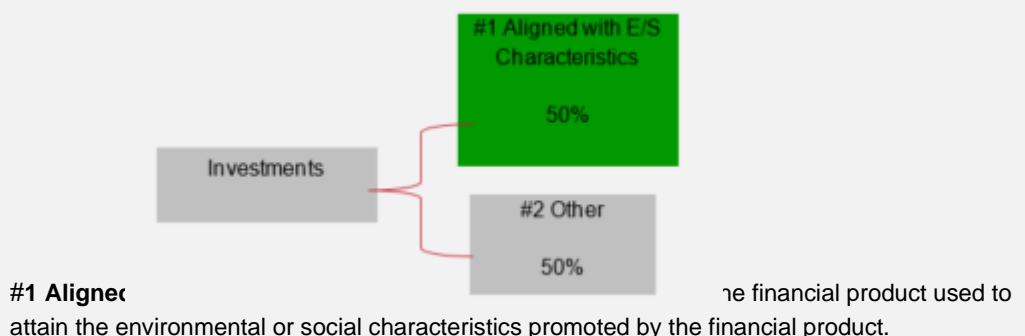 #1 Aligned with E/S
Characteristics
50%
Investments
#2 Other
50%
#1 Aligned
he financial product used to
attain the environmental or social characteristics promoted by the financial product.